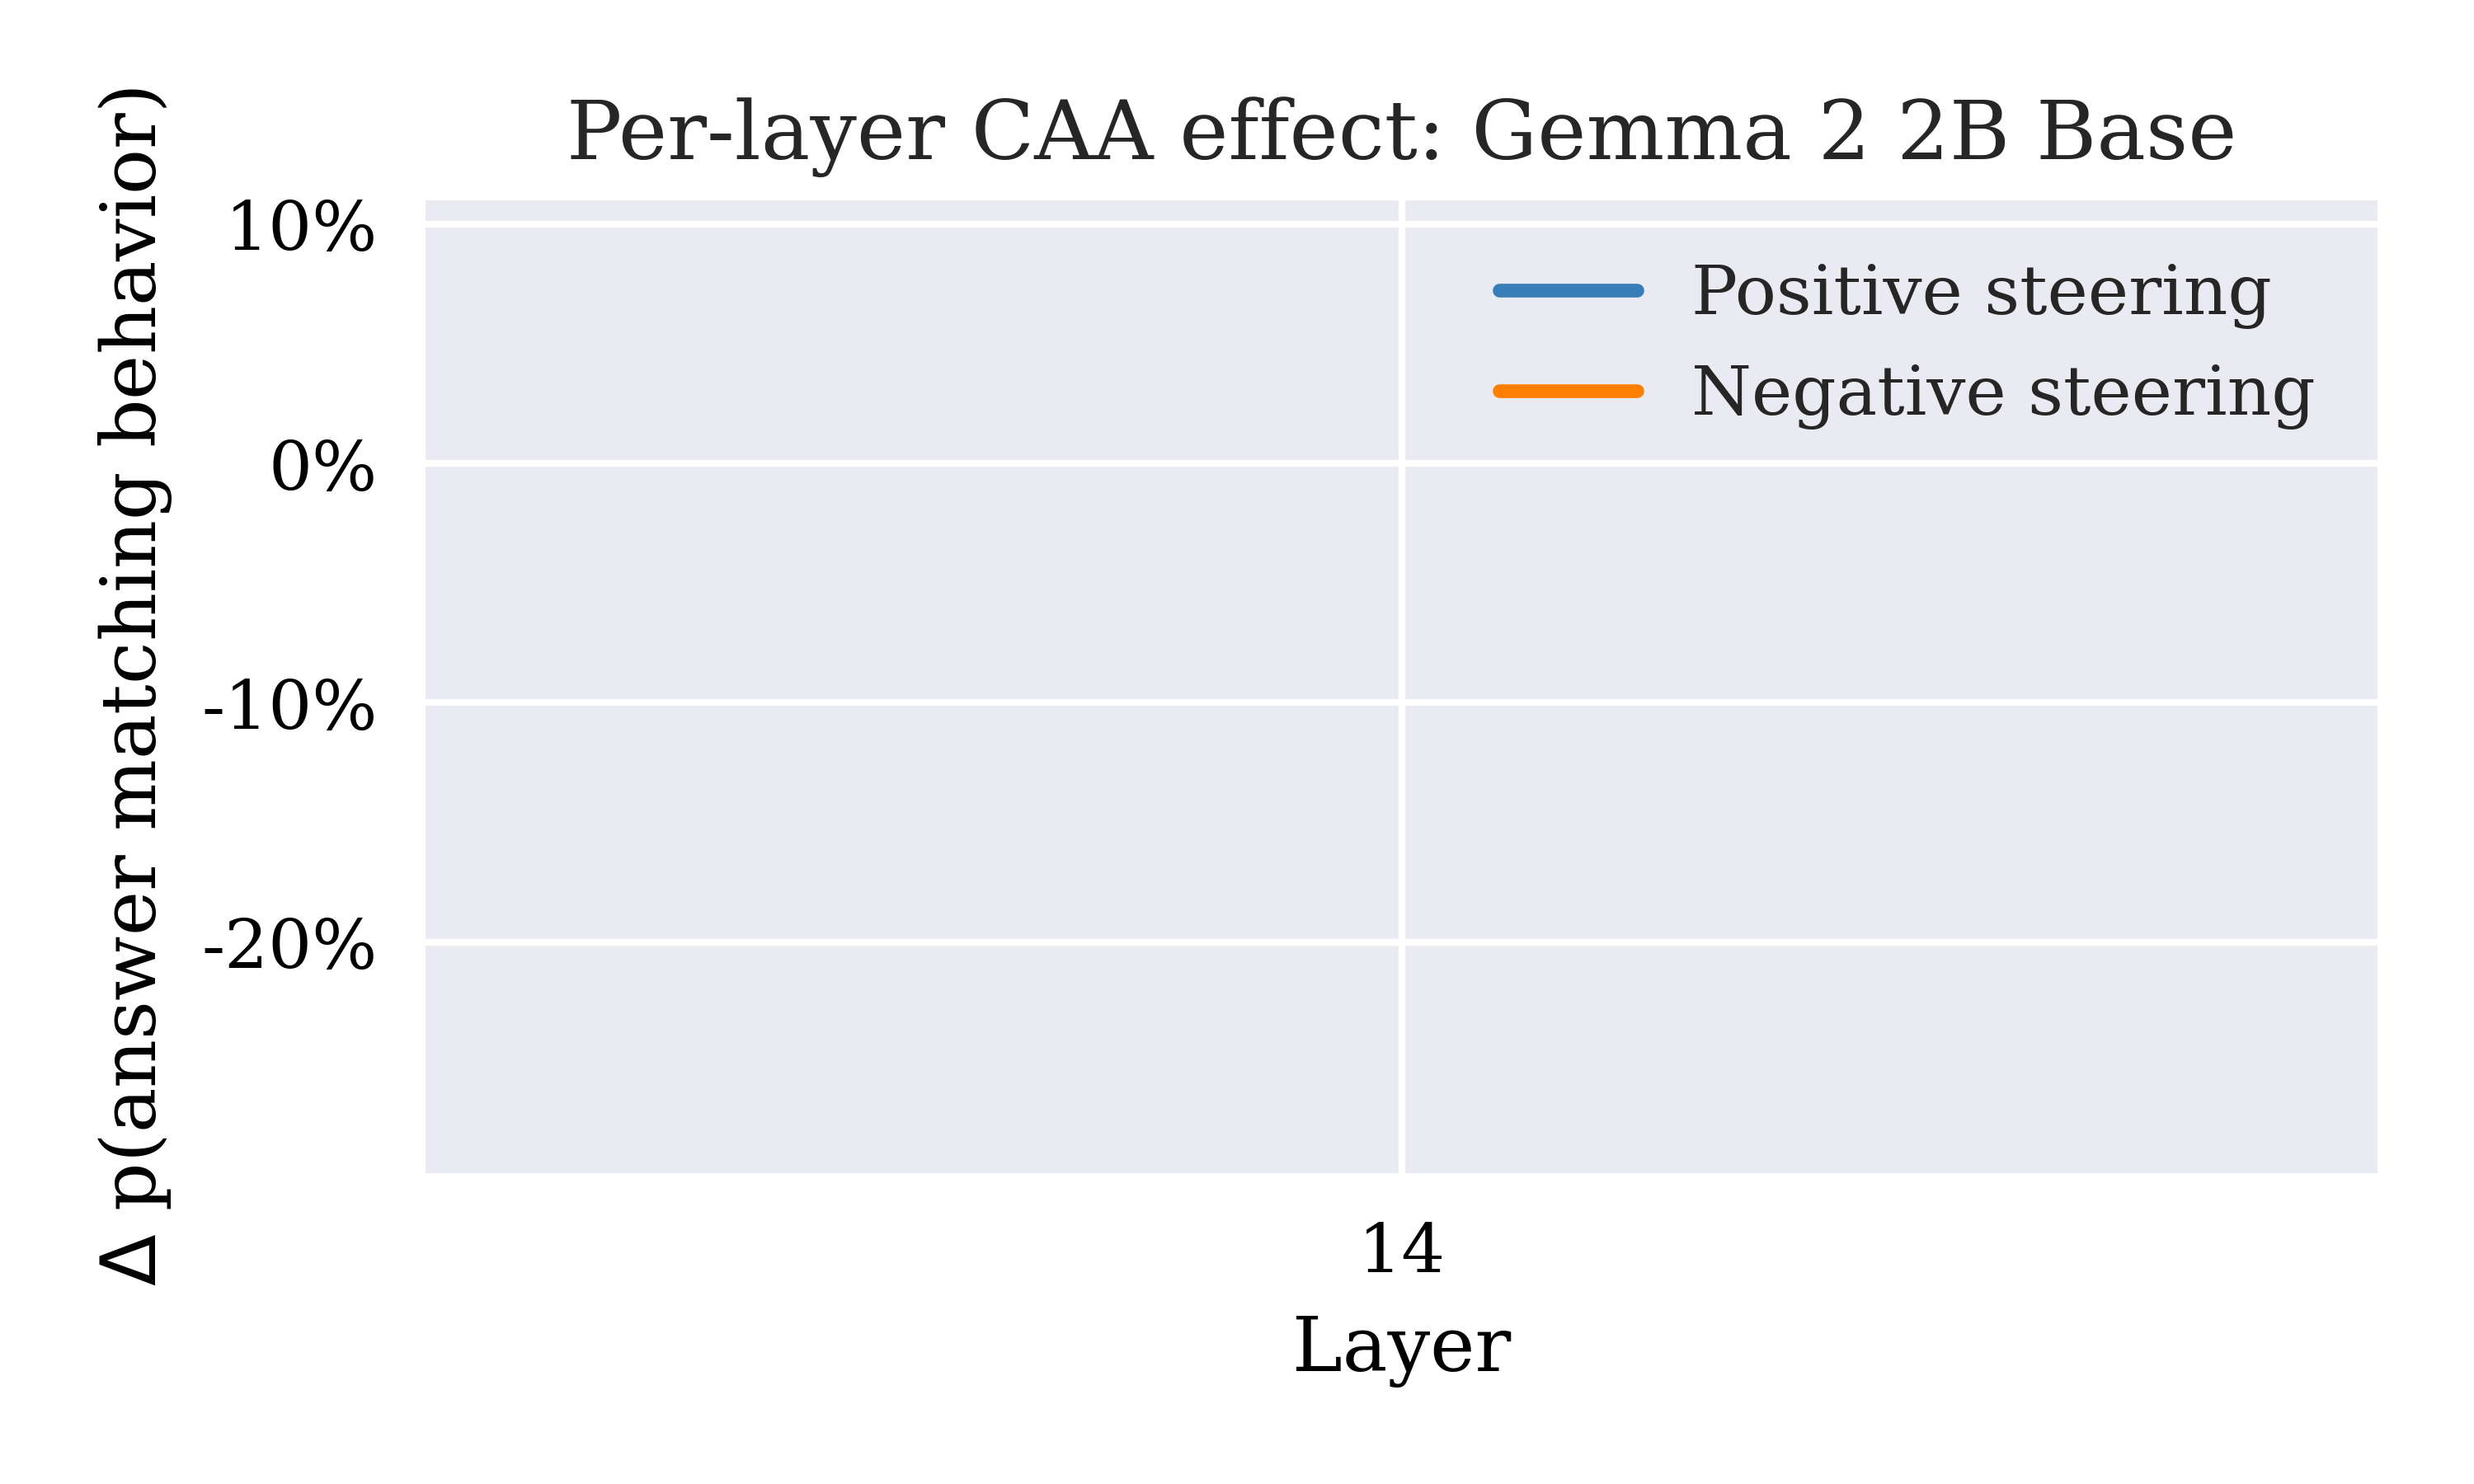 Per-layer CAA effect: Gemma 2 2B Base
Δ p(answer matching behavior)
10%
0%
-10%
-20%
Positive steering
Negative steering
14
Layer